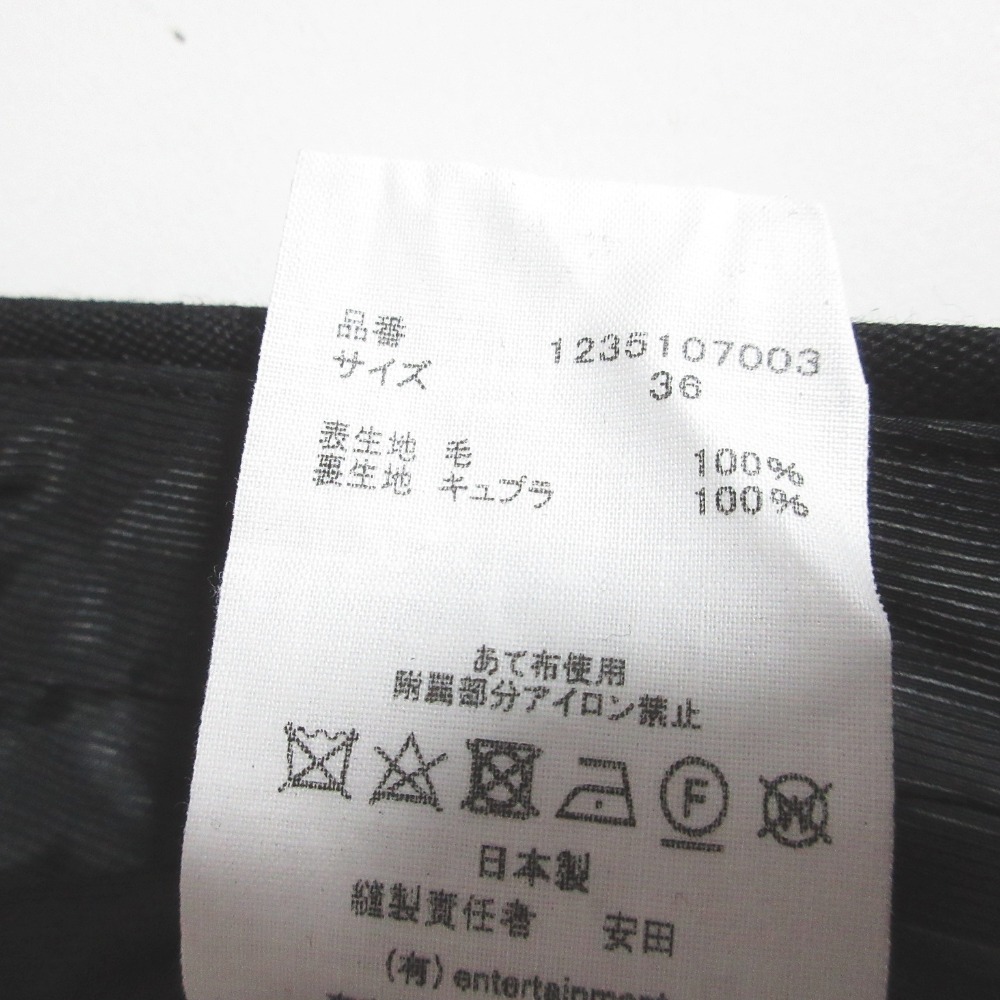 品番 1235107003
サイズ 36
表生地 毛 100%
裏生地 キュプラ 100%
あて布使用
附属部分アイロン禁止
F
W
日本製
縫製責任者 安田
(有) entertainment